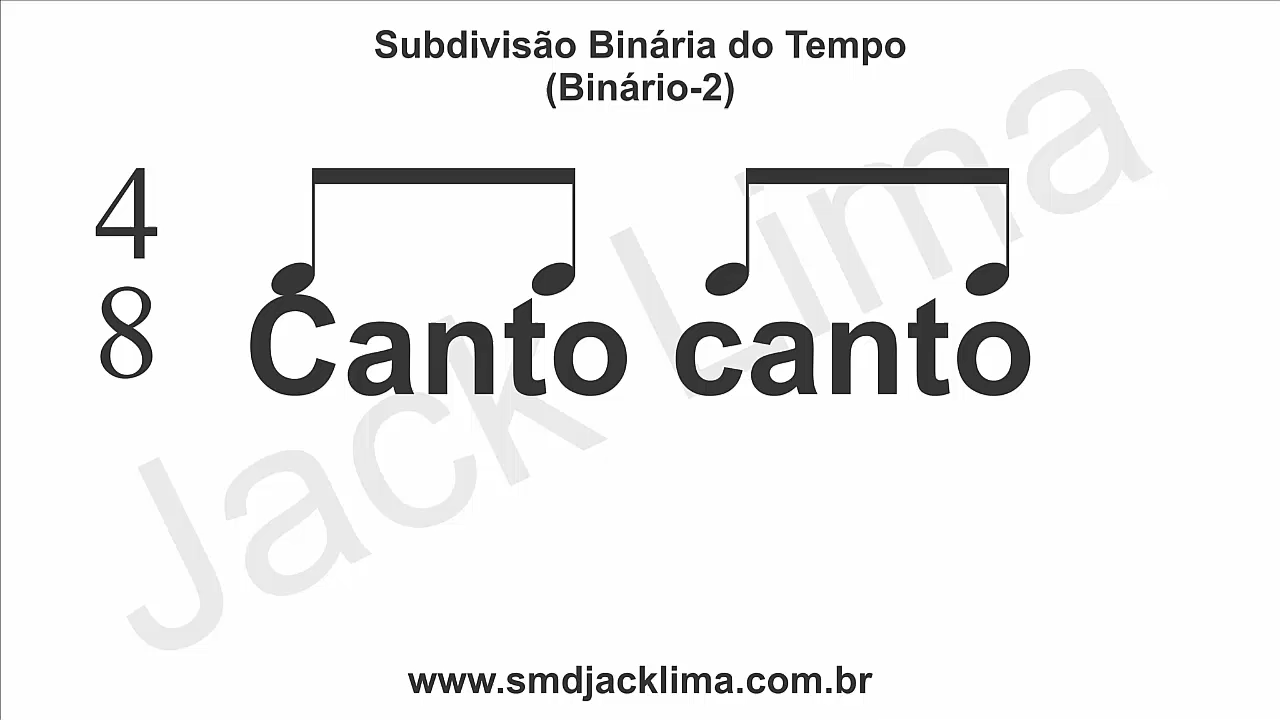 Subdivisão Binária do Tempo
(Binário-2)
4
8
Canto canto
Jack Lima
www.smdjacklima.com.br